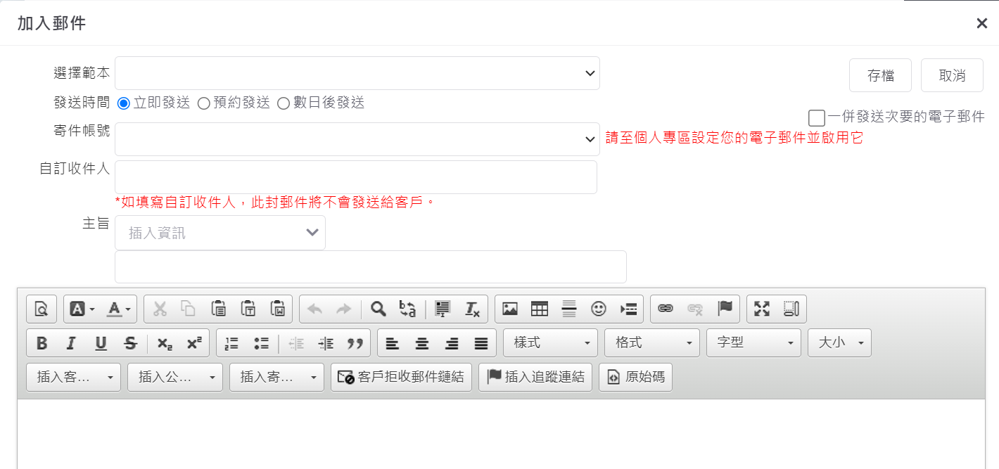 加入郵件
選擇範本
存檔 取消
發送時間 立即發送 預約發送 數日後發送
一併發送次要的電子郵件
寄件帳號 請至個人專區設定您的電子郵件並啟用它
自訂收件人
*如填寫自訂收件人，此封郵件將不會發送給客戶。
主旨 插入資訊
樣式 格式 字型 大小
插入客... 插入公... 插入寄... 客戶拒收郵件鏈結 插入追蹤連結 原始碼